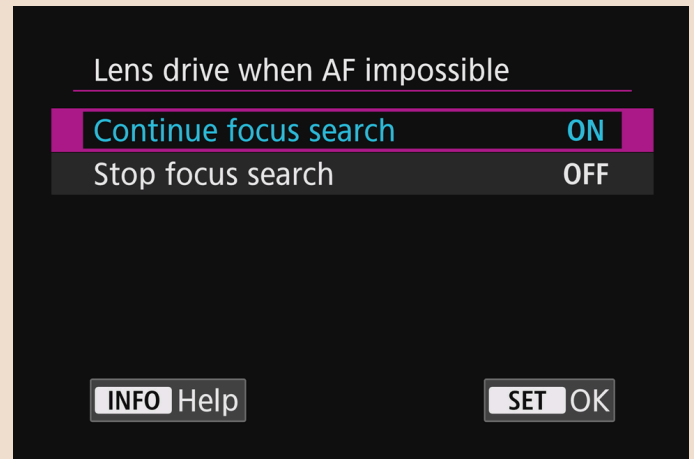 Lens drive when AF impossible
Continue focus search ON
Stop focus search OFF
INFO Help SET OK